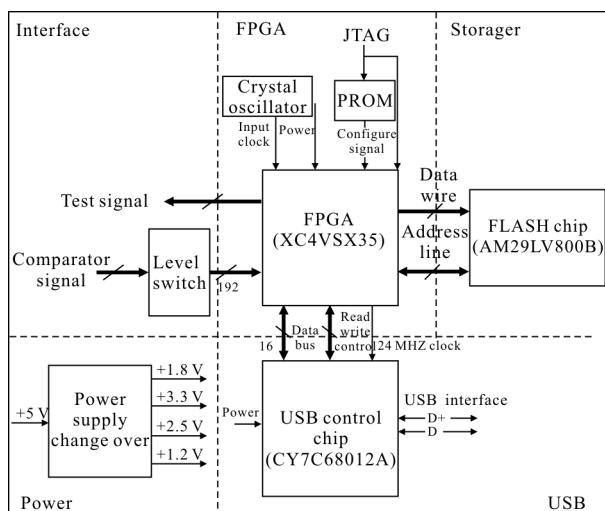 Interface
FPGA
JTAG
Storager
Crystal
oscillator
PROM
Input
clock
Power
Configure
signal
Test signal
FPGA
(XC4VSX35)
Data
wire
Address
line
FLASH chip
(AM29LV800B)
Comparator
signal
Level
switch
192
16
Data
bus
Read
write
control
124 MHZ clock
+5 V
Power
supply
change over
+1.8 V
+3.3 V
+2.5 V
+1.2 V
Power
USB control
chip
(CY7C68012A)
USB interface
D+
D
Power
USB